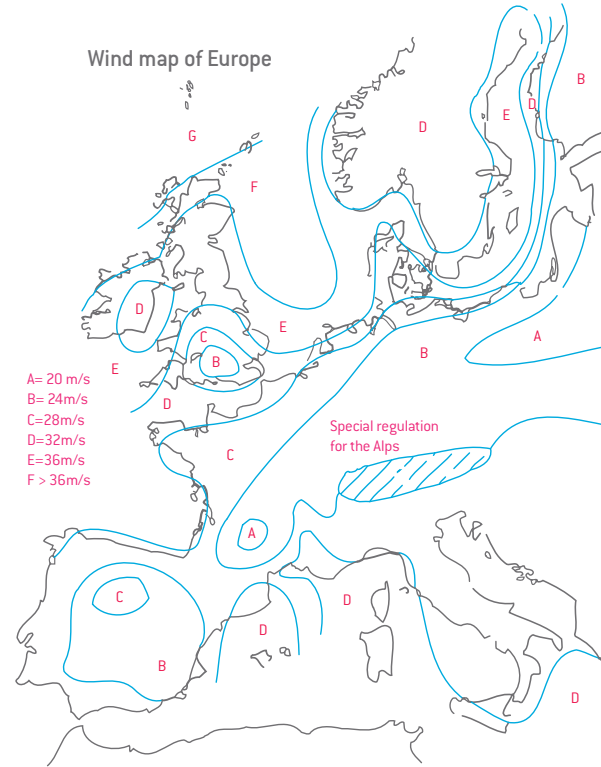 Wind map of Europe
B
E
D
D
G
F
D
E
C
A
B
B
E
A= 20 m/s
B= 24m/s
C=28m/s
D=32m/s
E=36m/s
F > 36m/s
D
Special regulation
for the Alps
C
A
C
D
D
B
D